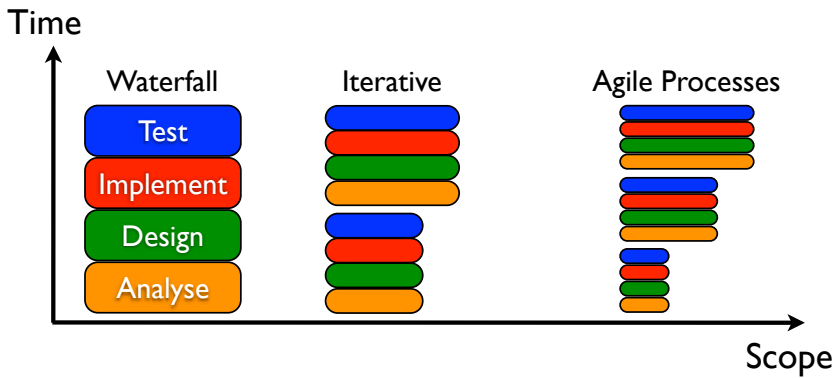 Time
Waterfall
Iterative
Agile Processes
Test
Implement
Design
Analyse
Scope